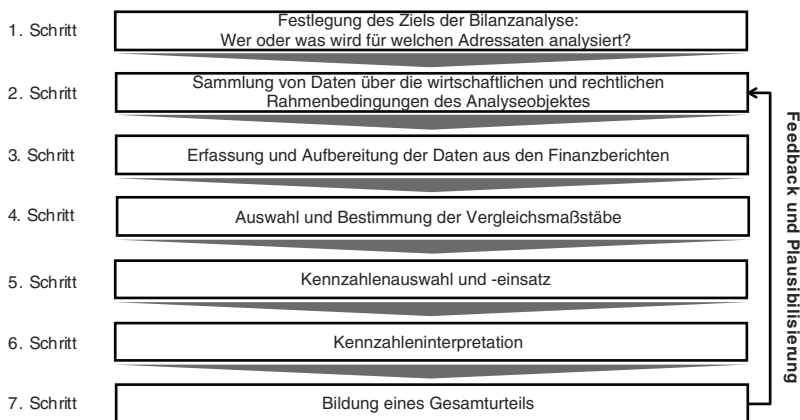 1. Schritt
Festlegung des Ziels der Bilanzanalyse:
Wer oder was wird für welchen Adressaten analysiert?
2. Schritt
Sammlung von Daten über die wirtschaftlichen und rechtlichen
Rahmenbedingungen des Analyseobjektes
3. Schritt
Erfassung und Aufbereitung der Daten aus den Finanzberichten
4. Schritt
Auswahl und Bestimmung der Vergleichsmaßstäbe
5. Schritt
Kennzahlenauswahl und -einsatz
6. Schritt
Kennzahleninterpretation
7. Schritt
Bildung eines Gesamturteils
Feedback und Plausibilisierung